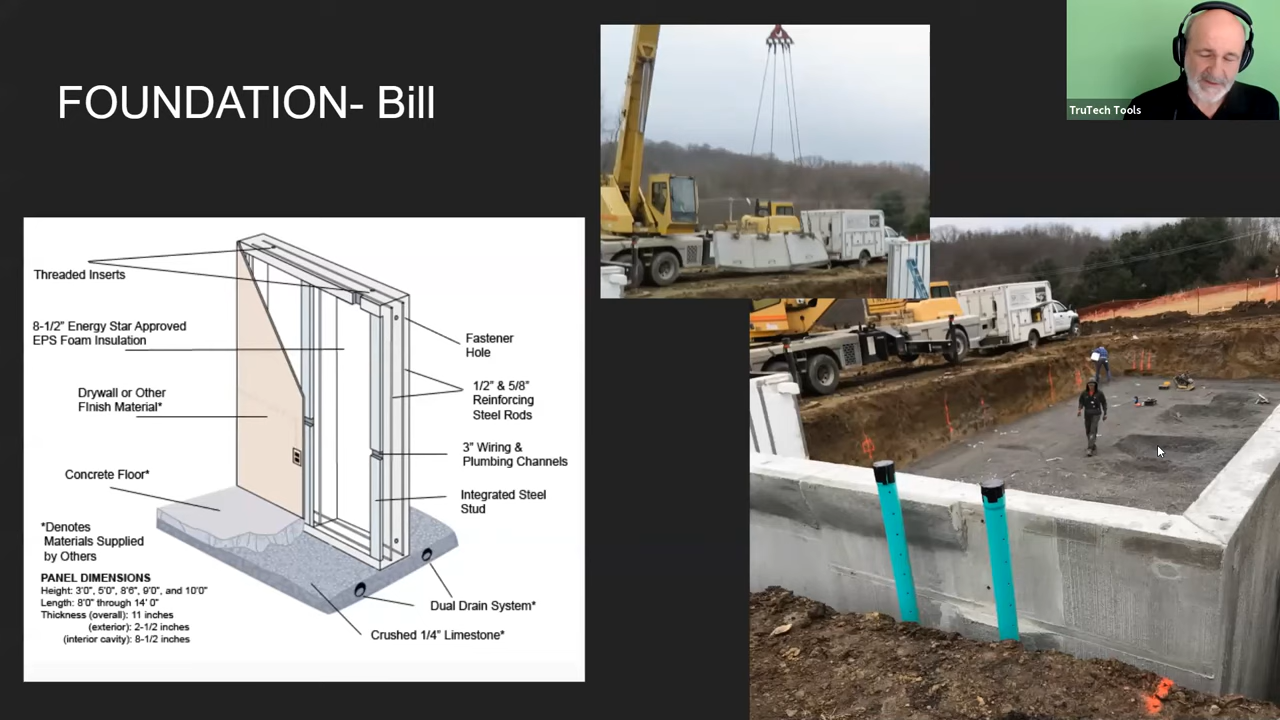 FOUNDATION- Bill
TruTech Tools
Threaded Inserts
8-1/2" Energy Star Approved
EPS Foam Insulation
Drywall or Other
FInish Material*
Concrete Floor*
*Denotes
Materials Supplied
by Others
PANEL DIMENSIONS
Height: 3'0", 5'0", 8'6", 9'0", and 10'0"
Length: 8'0" through 14' 0"
Thickness (overall): 11 inches
(exterior): 2-1/2 inches
(interior cavity): 8-1/2 inches
Fastener
Hole
1/2" & 5/8"
Reinforcing
Steel Rods
3" Wiring &
Plumbing Channels
Integrated Steel
Stud
Dual Drain System*
Crushed 1/4" Limestone*